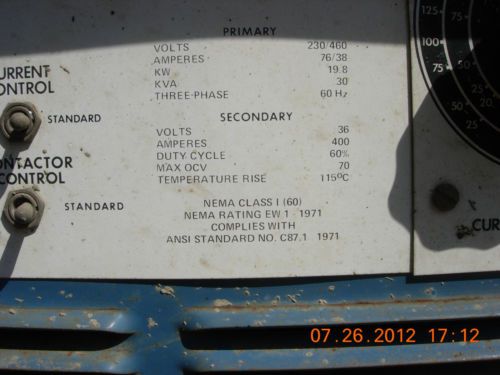 PRIMARY
VOLTS 230/460
AMPERES 76/38
KW 19.8
KVA 30
THREE-PHASE 60 Hz
URRENT
ONTROL
STANDARD
SECONDARY
VOLTS 36
AMPERES 400
DUTY CYCLE 60%
MAX OCV 70
TEMPERATURE RISE 115°C
ONTACTOR
CONTROL
STANDARD
NEMA CLASS I (60)
NEMA RATING EW 1 - 1971
COMPLIES WITH
ANSI STANDARD NO. C87.1 1971
125
100
75
50
25
75
50
25
CUR
07.26.2012 17:12